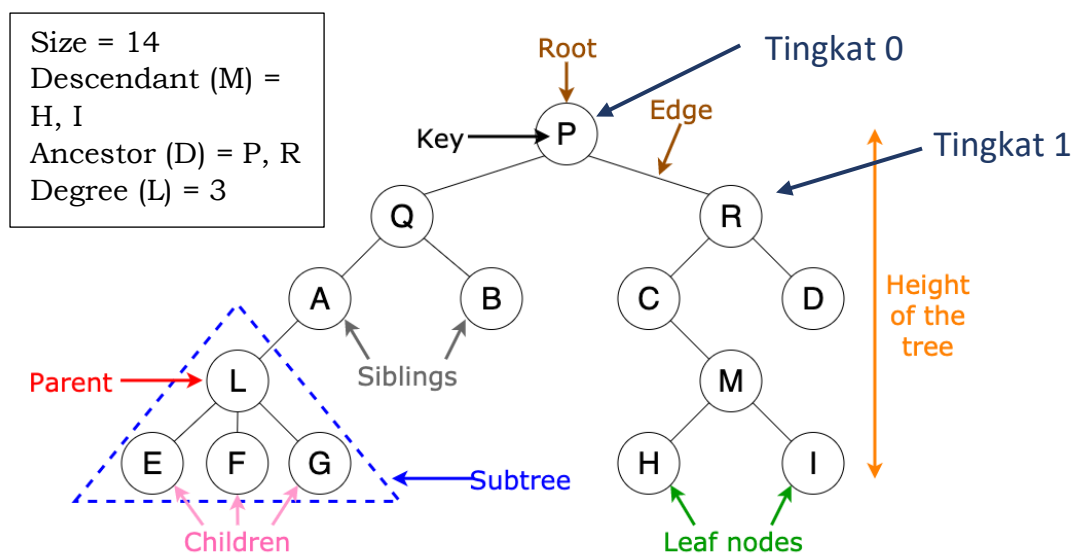 Size = 14
Descendant (M) =
H, I
Ancestor (D) = P, R
Degree (L) = 3
Root
Tingkat 0
Key
P
Edge
Tingkat 1
Q
R
A
B
C
D
Height
of the
tree
Siblings
Parent
L
M
E
F
G
H
I
Subtree
Children
Leaf nodes